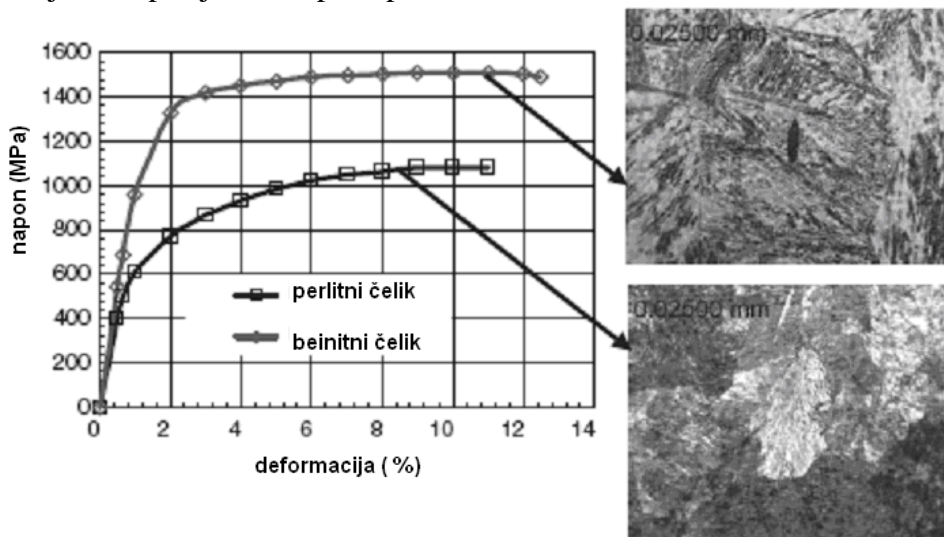 1600
1400
1200
1000
800
600
400
200
0
0 2 4 6 8 10 12 14
napon (MPa)
deformacija ( %)
perlitni čelik
beinitni čelik
0.02500 mm
0.02500 mm